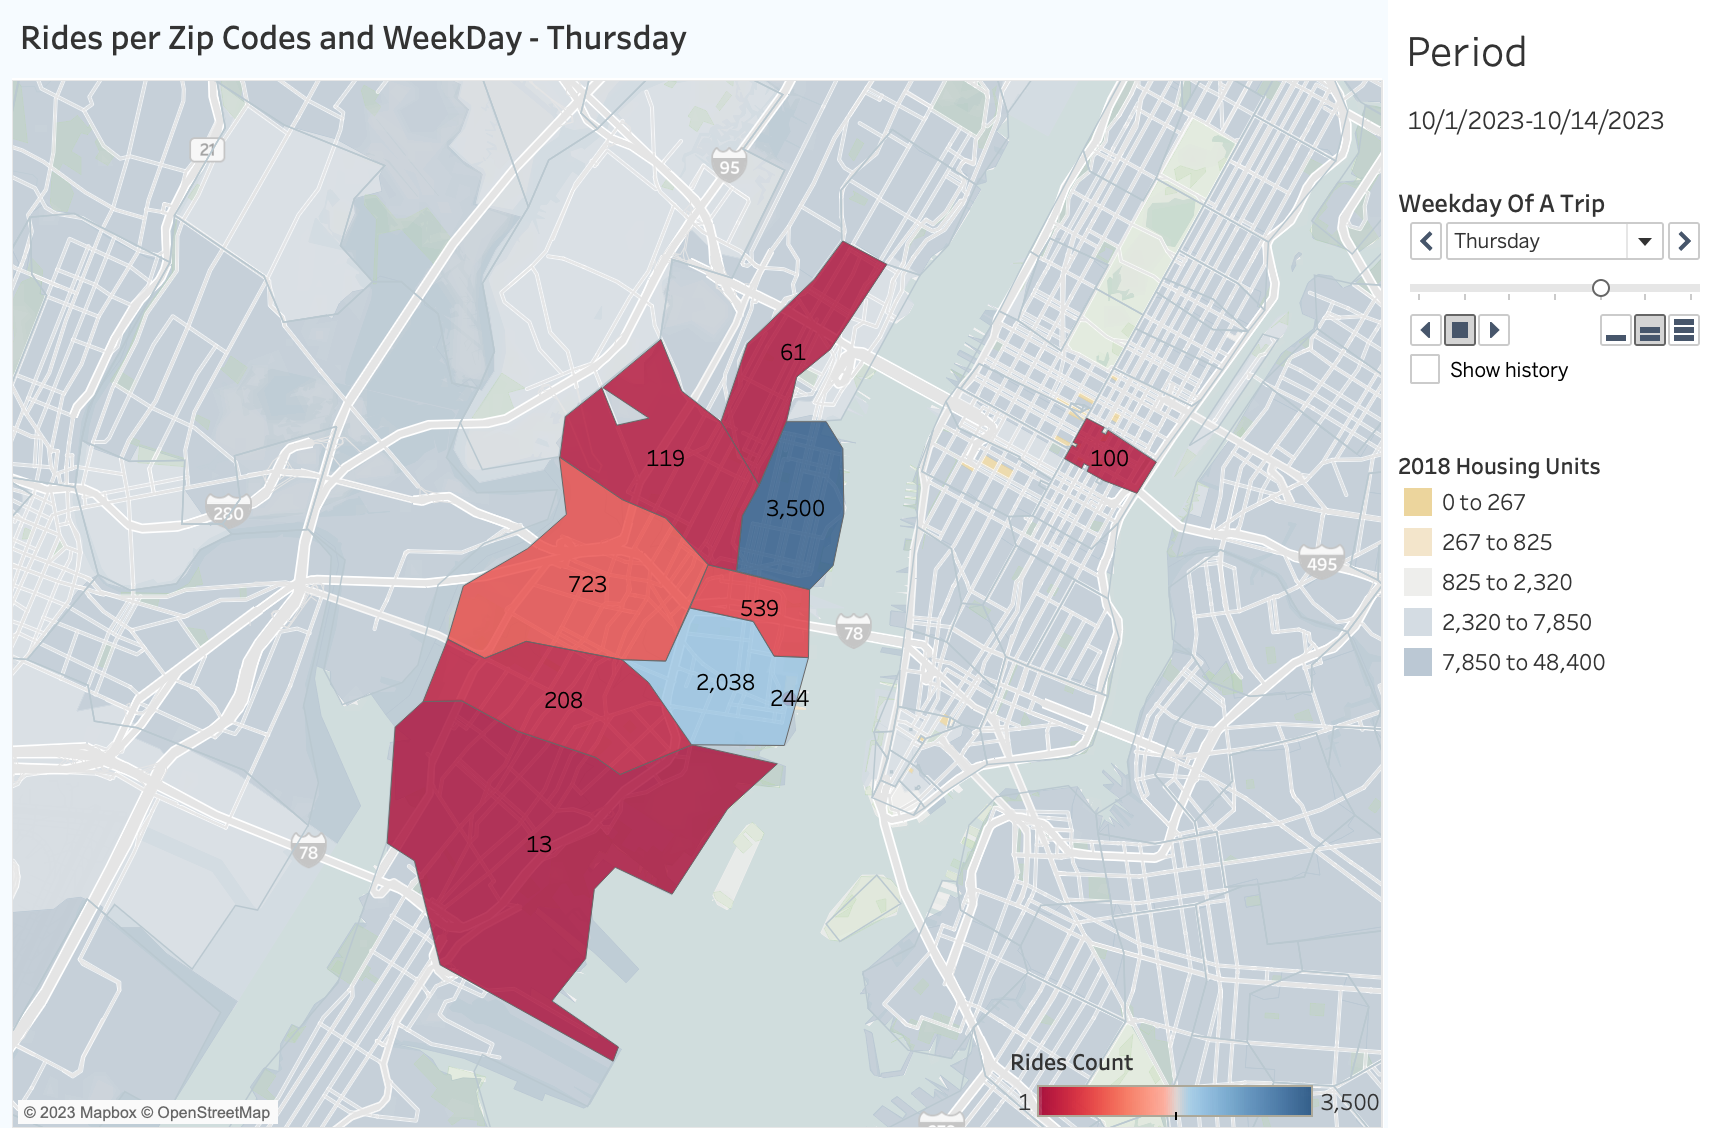 Rides per Zip Codes and WeekDay - Thursday
Period
10/1/2023-10/14/2023
Weekday Of A Trip
Thursday
Show history
2018 Housing Units
0 to 267
267 to 825
825 to 2,320
2,320 to 7,850
7,850 to 48,400
21
95
61
119
100
3,500
280
495
723
539
78
2,038
244
208
13
78
Rides Count
1
3,500
© 2023 Mapbox © OpenStreetMap